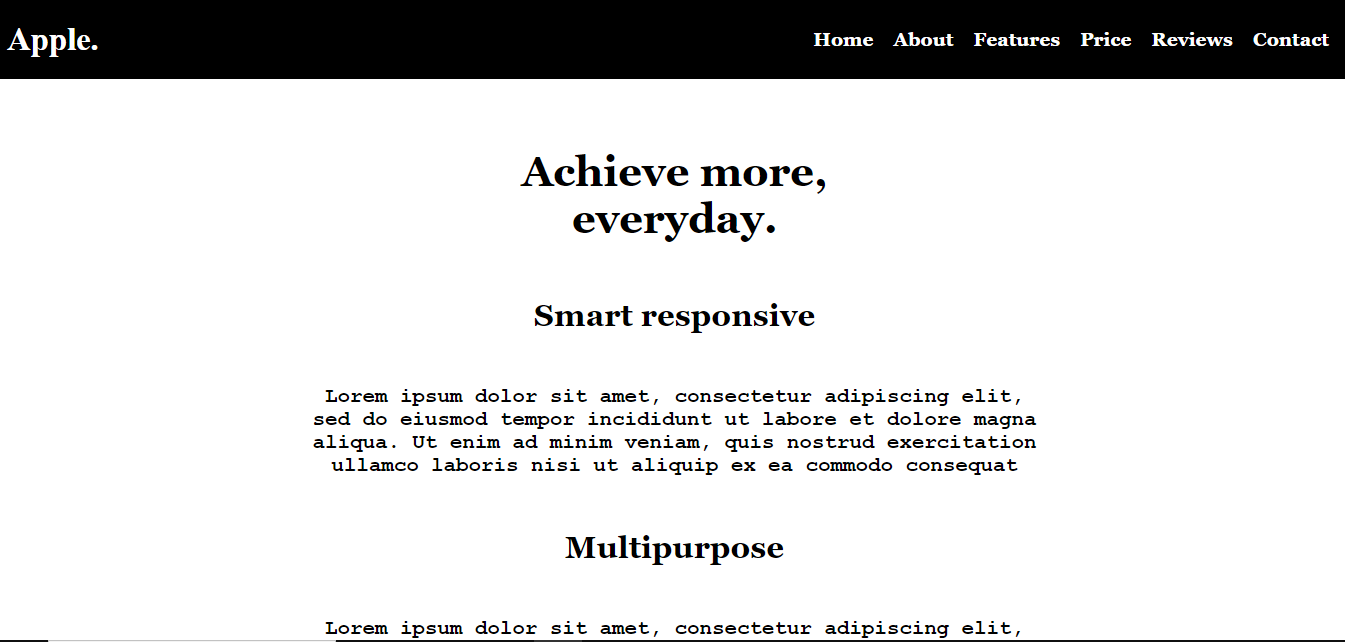 Apple.
Home About Features Price Reviews Contact
Achieve more,
everyday.
Smart responsive
Lorem ipsum dolor sit amet, consectetur adipiscing elit,
sed do eiusmod tempor incididunt ut labore et dolore magna
aliqua. Ut enim ad minim veniam, quis nostrud exercitation
ullamco laboris nisi ut aliquip ex ea commodo consequat
Multipurpose
Lorem ipsum dolor sit amet, consectetur adipiscing elit,